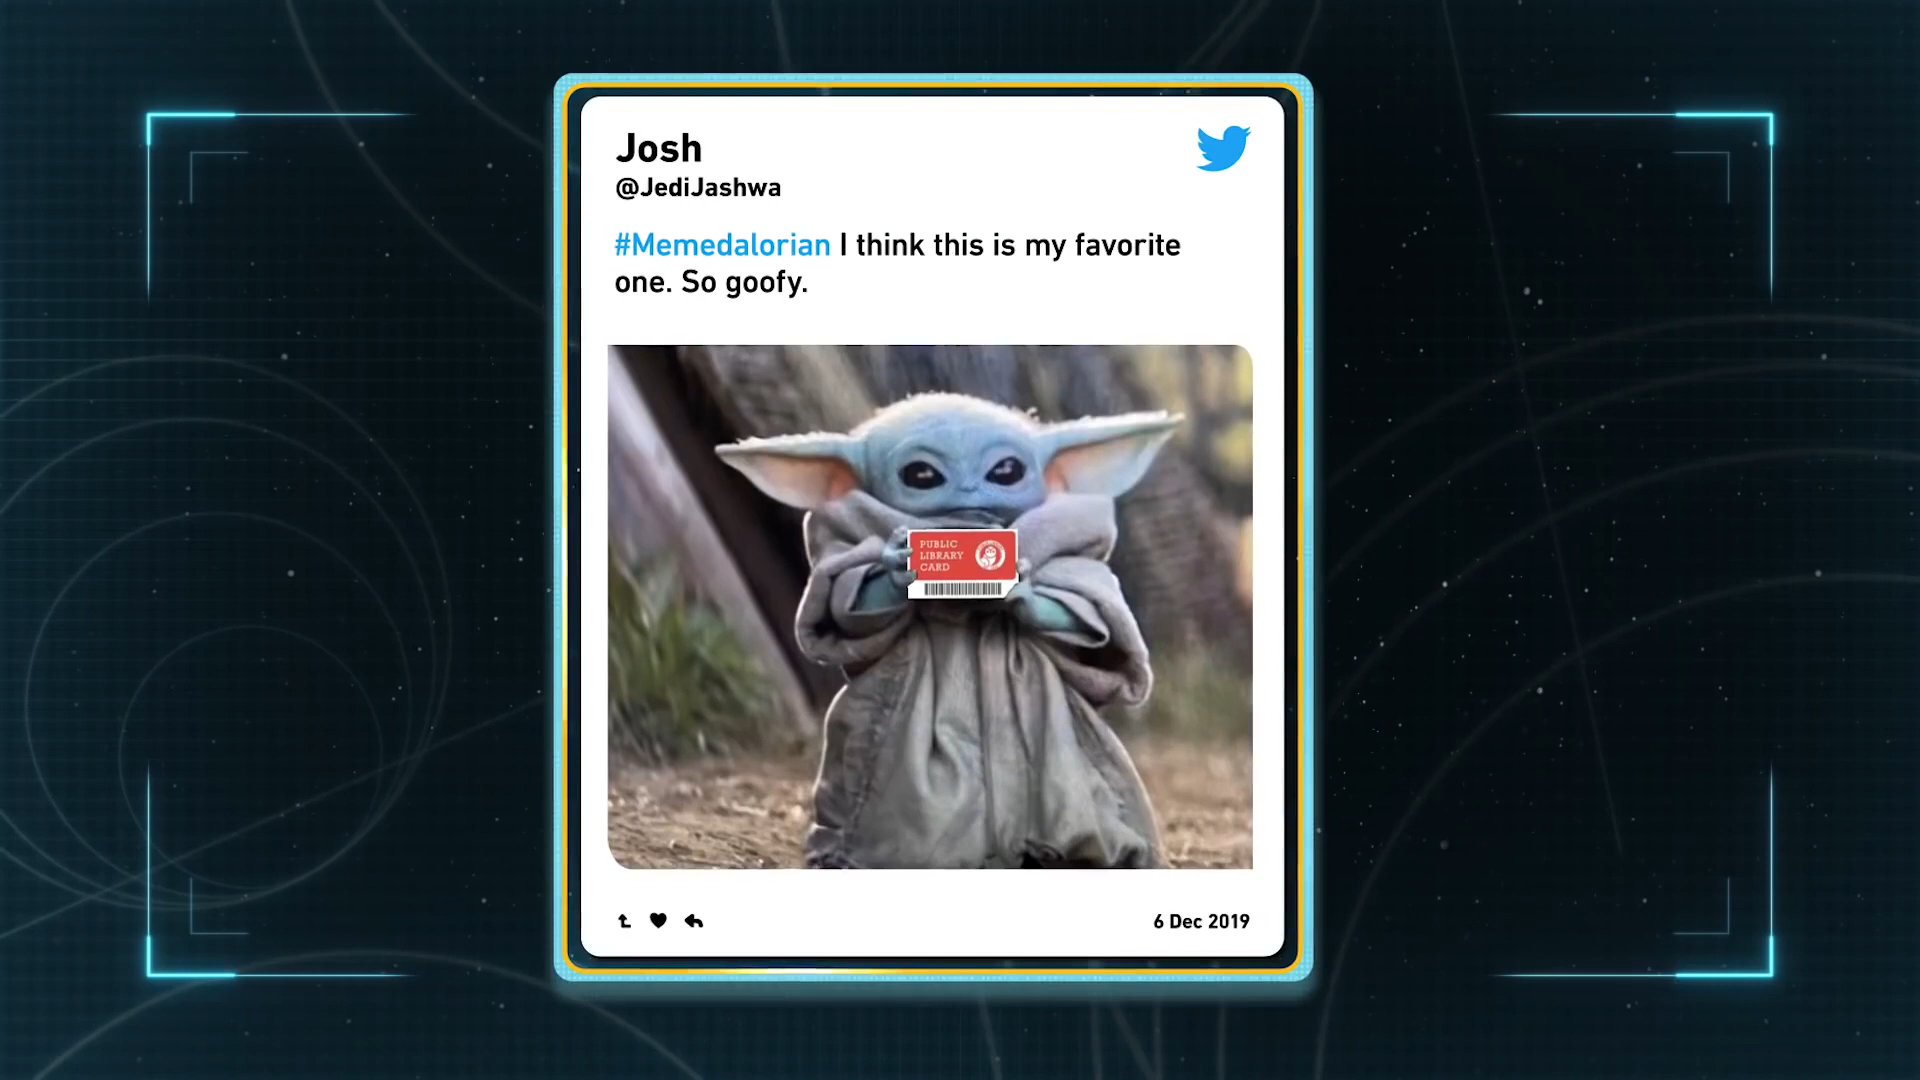 Josh
@JediJashwa
#Memedalorian I think this is my favorite
one. So goofy.
PUBLIC
LIBRARY
CARD
6 Dec 2019